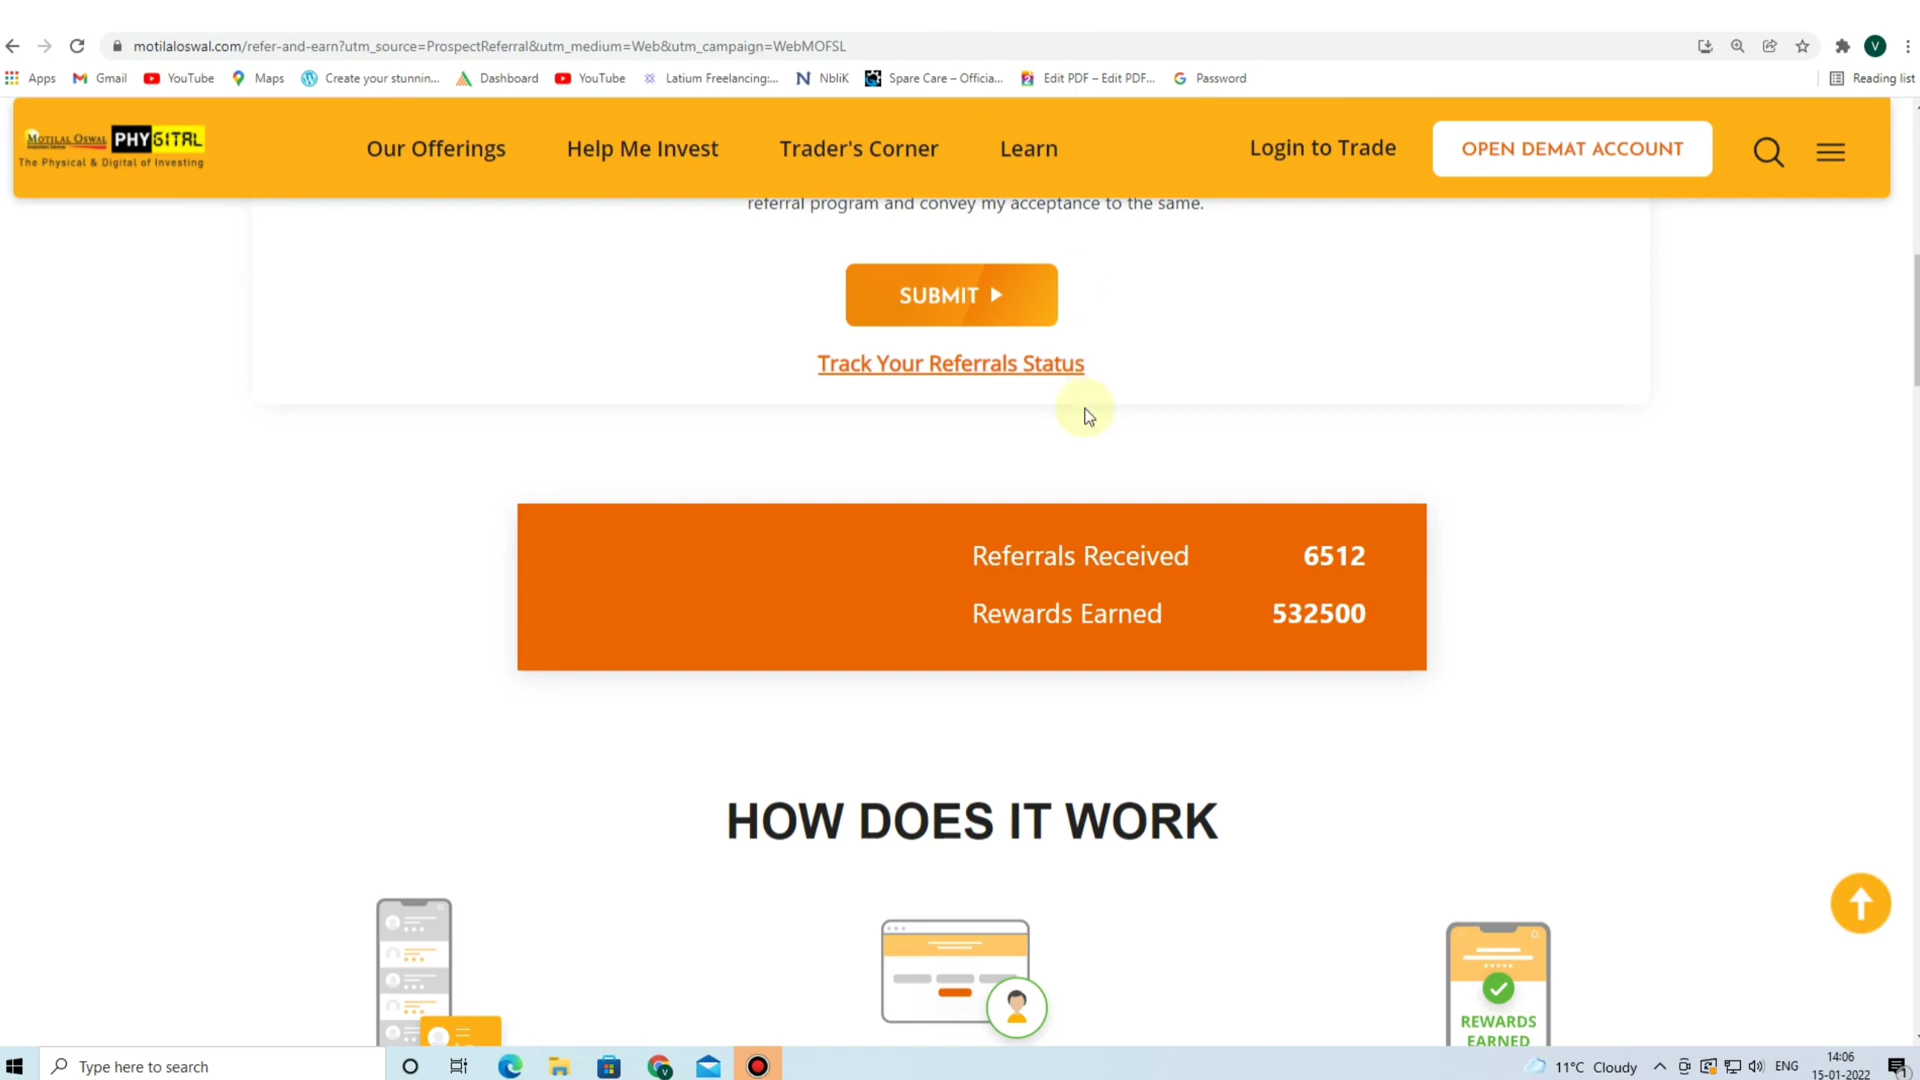 motilaloswal.com/refer-and-earn?utm_source=ProspectReferral&utm_medium=Web&utm_campaign=WebMOFSL
V
Apps Gmail YouTube Maps Create your stunnin... Dashboard YouTube Latium Freelancing:... NbliK Spare Care – Officia... Edit PDF – Edit PDF... Password Reading list
MOTILAL OSWAL PHYGITAL
The Physical & Digital of Investing
Our Offerings Help Me Invest Trader's Corner Learn Login to Trade OPEN DEMAT ACCOUNT
referral program and convey my acceptance to the same.
SUBMIT
Track Your Referrals Status
Referrals Received 6512
Rewards Earned 532500
HOW DOES IT WORK
REWARDS
EARNED
Type here to search
11°C Cloudy ENG
14:06
15-01-2022
1